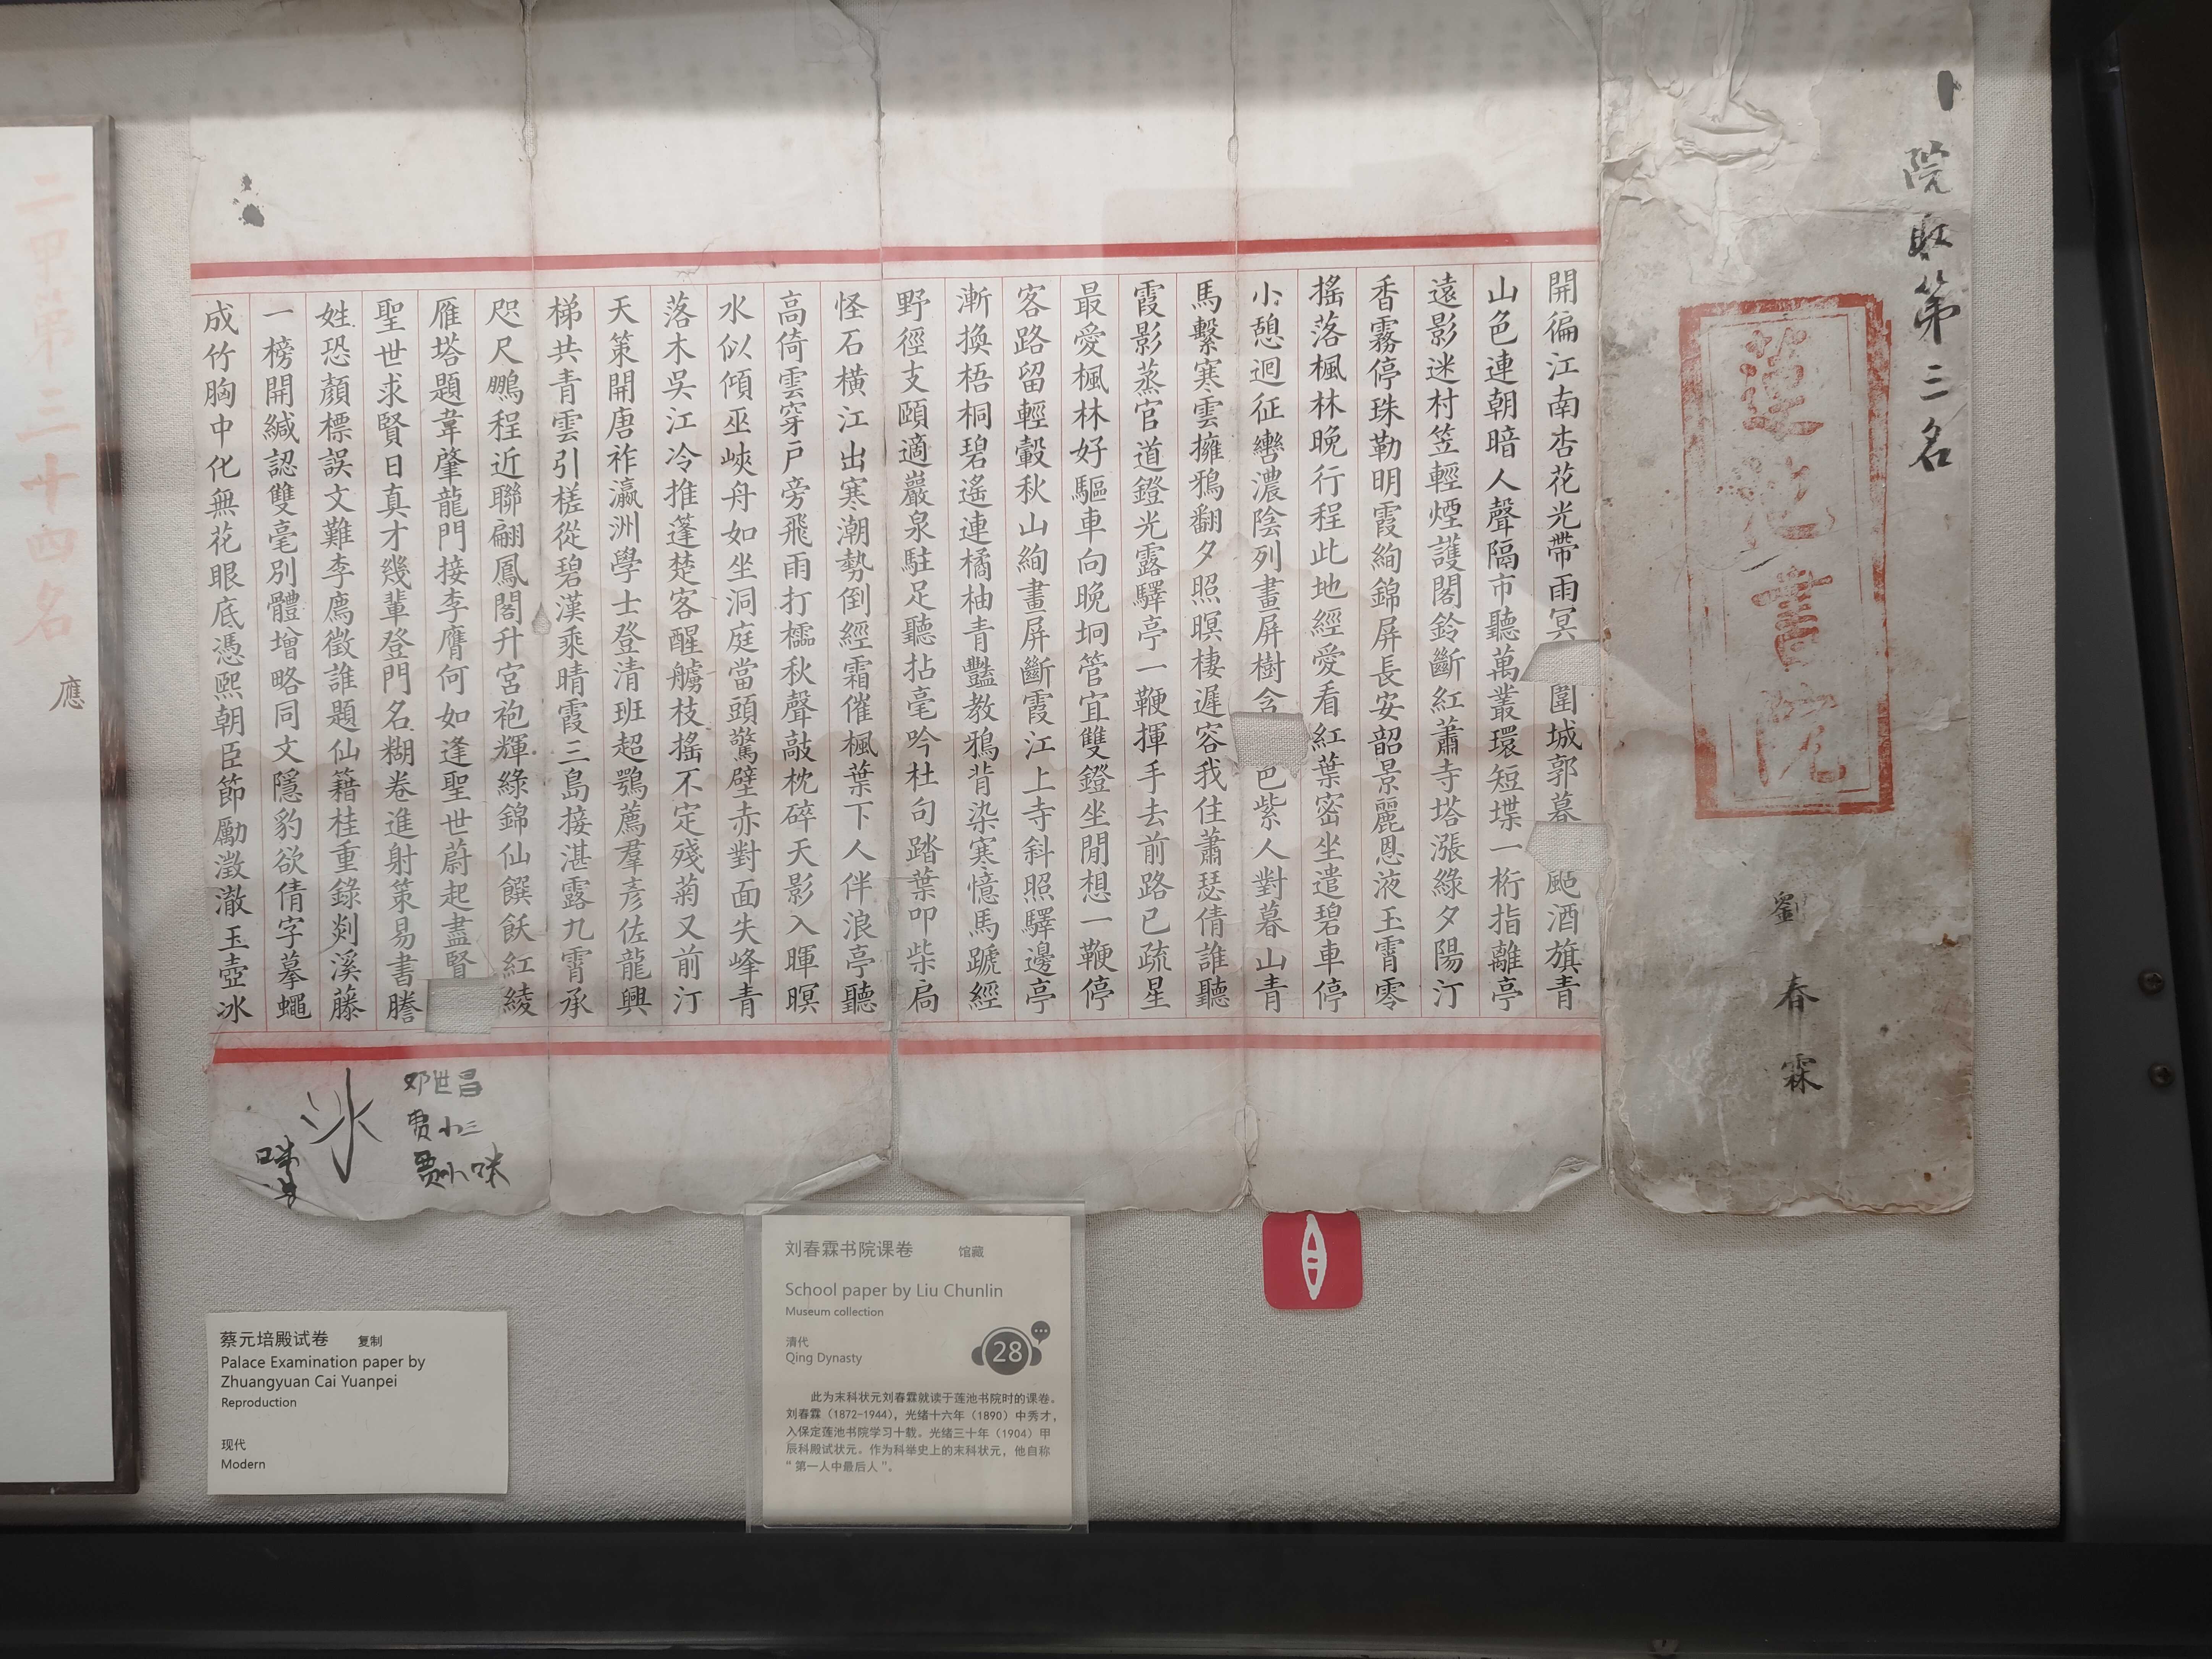 院取第三名
蓮池書院
劉春霖
開徧江南杏花光帶雨冥圍城郭暮颭酒旗青
山色連朝暗人聲隔市聽萬叢環短堞一桁指離亭
遠影迷村笠輕煙護閣鈴斷紅蕭寺塔漲綠夕陽汀
香霧停珠勒明霞絢錦屏長安韶景麗恩液玉霄零
搖落楓林晚行程此地經愛看紅葉密坐遣碧車停
小憩迴征轡濃陰列畫屏樹含巴紫人對暮山青
馬繫寒雲擁鴉翻夕照暝棲遲容我住蕭瑟倩誰聽
霞影蒸官道鐙光露驛亭一鞭揮手去前路已疏星
最愛楓林好驅車向晚坰管宜雙鐙坐閒想一鞭停
客路留輕轂秋山絢畫屏斷霞江上寺斜照驛邊亭
漸換梧桐碧遙連橘柚青豔教鴉背染寒憶馬蹏經
野徑支頤適巖泉駐足聽拈毫吟杜句踏葉叩柴扃
怪石橫江出寒潮勢倒經霜催楓葉下人伴浪亭聽
高倚雲穿戶旁飛雨打櫺秋聲敲枕碎天影入暉暝
水似傾巫峽舟如坐洞庭當頭驚壁赤對面失峰青
落木吳江冷推蓬楚客醒艣枝搖不定殘菊又前汀
天策開唐祚瀛洲學士登清班超鶚薦羣彥佐龍興
梯共青雲引槎從碧漢乘晴霞三島接湛露九霄承
咫尺鵬程近聯翩鳳閣升宮袍輝綠錦仙饌飫紅綾
雁塔題韋肇龍門接李膺何如逢聖世蔚起盡賢
聖世求賢日真才幾輩登門名糊卷進射策易書謄
姓恐顏標誤文難李廌徵誰題仙籍桂重錄剡溪藤
一榜開緘認雙毫別體增略同文隱豹欲倩字摹蠅
成竹胸中化無花眼底憑熙朝臣節勵澂澈玉壺冰
二甲第三十四名
應
邓世昌
贾小三
贾小咪
刘春霖书院课卷 馆藏
School paper by Liu Chunlin
Museum collection
清代
Qing Dynasty
28
此为末科状元刘春霖就读于莲池书院时的课卷。
刘春霖（1872-1944），光绪十六年（1890）中秀才，
入保定莲池书院学习十载。光绪三十年（1904）甲
辰科殿试状元。作为科举史上的末科状元，他自称
“第一人中最后人”。
蔡元培殿试卷 复制
Palace Examination paper by
Zhuangyuan Cai Yuanpei
Reproduction
现代
Modern